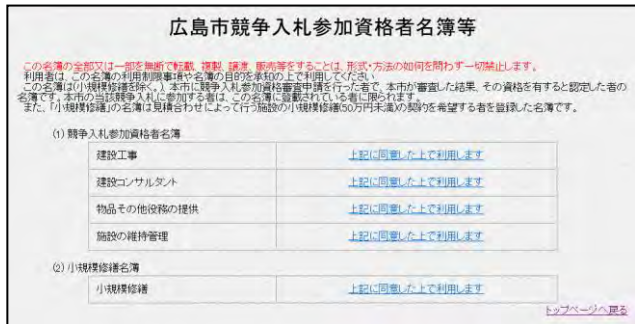 広島市競争入札参加資格者名簿等
この名簿の全部又は一部を無断で転載、複製、譲渡、販売等をすることは、形式・方法の如何を問わず一切禁止します。
利用者は、この名簿の利用制限事項や名簿の目的を承知の上で利用してください
この名簿は(小規模修繕を除く。)、本市に競争入札参加資格審査申請を行った者で、本市が審査した結果、その資格を有すると認定した者の
名簿です。本市の当該競争入札に参加する者は、この名簿に登載されている者に限られます。
また、「小規模修繕」の名簿は見積合わせによって行う施設の小規模修繕(50万円未満)の契約を希望する者を登録した名簿です。
(1) 競争入札参加資格者名簿
建設工事 上記に同意した上で利用します
建設コンサルタント 上記に同意した上で利用します
物品その他役務の提供 上記に同意した上で利用します
施設の維持管理 上記に同意した上で利用します
(2) 小規模修繕名簿
小規模修繕 上記に同意した上で利用します
トップページへ戻る